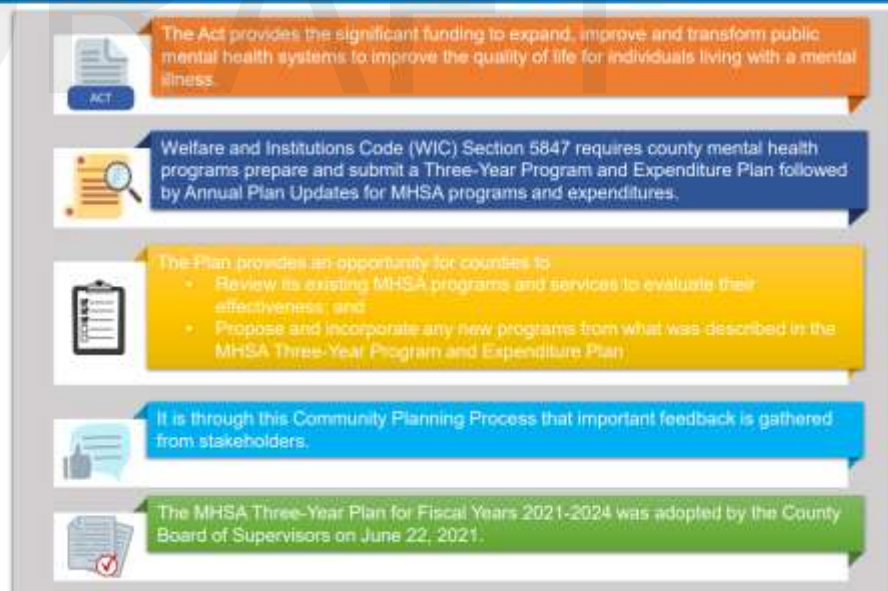 DRAFT
The Act provides the significant funding to expand, improve and transform public
mental health systems to improve the quality of life for individuals living with a mental
illness.
ACT
Welfare and Institutions Code (WIC) Section 5847 requires county mental health
programs prepare and submit a Three-Year Program and Expenditure Plan followed
by Annual Plan Updates for MHSA programs and expenditures.
The Plan provides an opportunity for counties to
• Review its existing MHSA programs and services to evaluate their
effectiveness; and
• Propose and incorporate any new programs from what was described in the
MHSA Three-Year Program and Expenditure Plan
It is through this Community Planning Process that important feedback is gathered
from stakeholders.
The MHSA Three-Year Plan for Fiscal Years 2021-2024 was adopted by the County
Board of Supervisors on June 22, 2021.